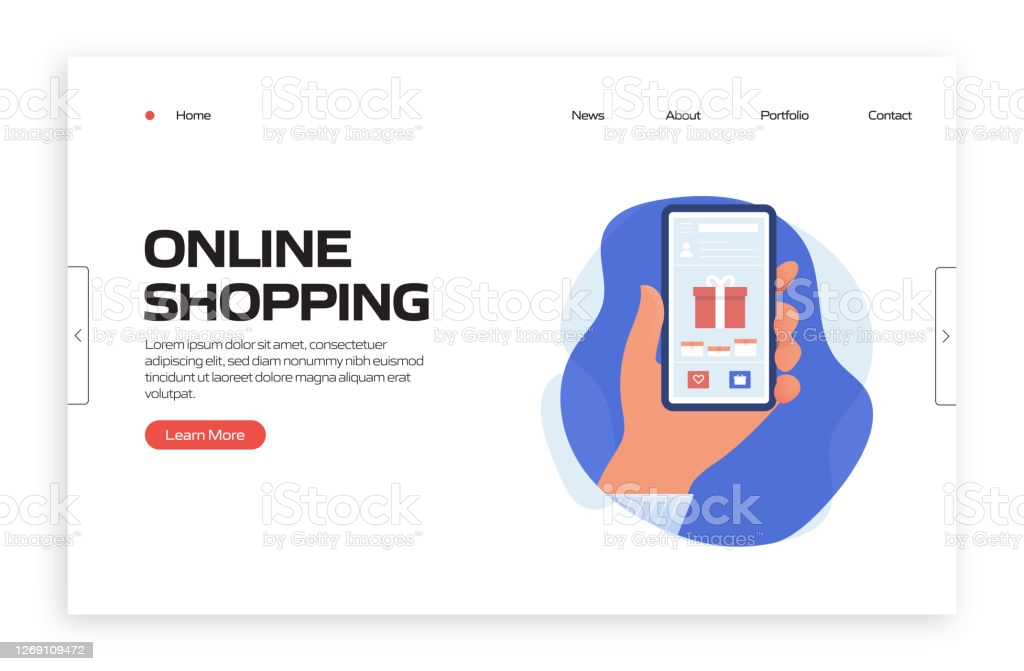 Home
News
About
Portfolio
Contact
ONLINE
SHOPPING
Lorem ipsum dolor sit amet, consectetuer
adipiscing elit, sed diam nonummy nibh euismod
tincidunt ut laoreet dolore magna aliquam erat
volutpat.
Learn More
iStock
by Getty Images™
1269109472